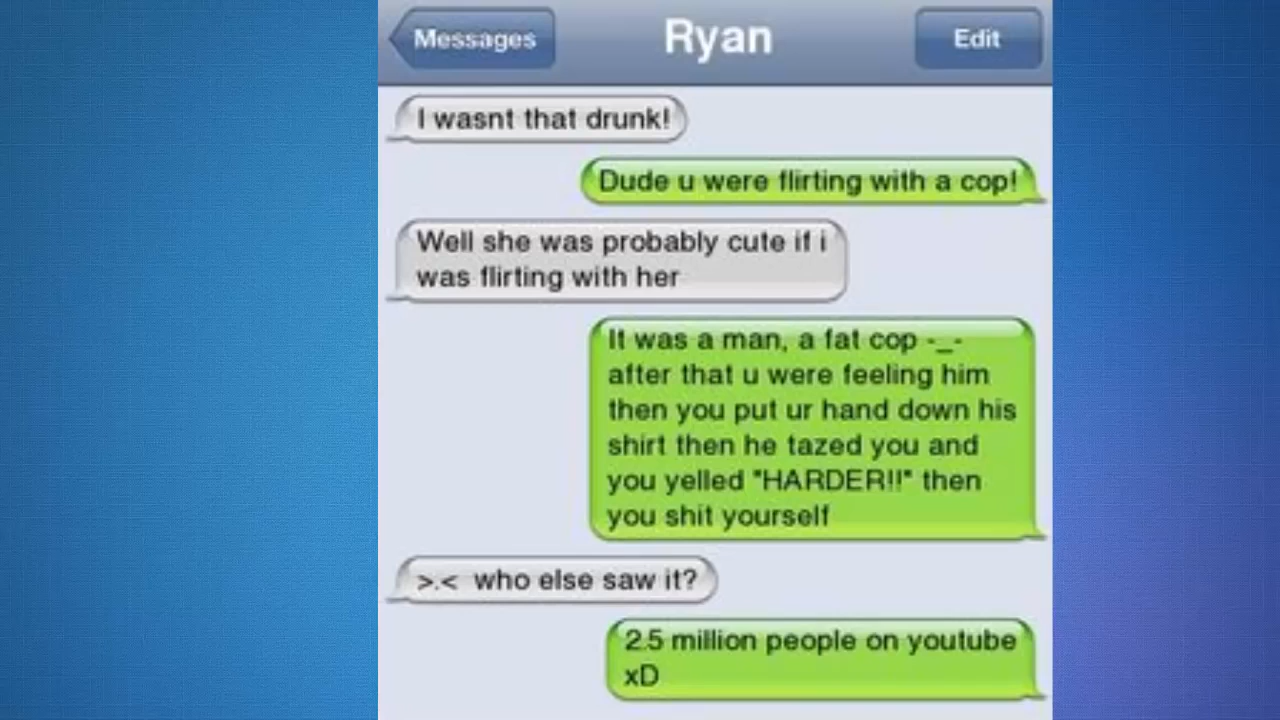 Messages
Ryan
Edit
I wasnt that drunk!
Dude u were flirting with a cop!
Well she was probably cute if i
was flirting with her
It was a man, a fat cop -_-
after that u were feeling him
then you put ur hand down his
shirt then he tazed you and
you yelled "HARDER!!" then
you shit yourself
>.< who else saw it?
2.5 million people on youtube
xD